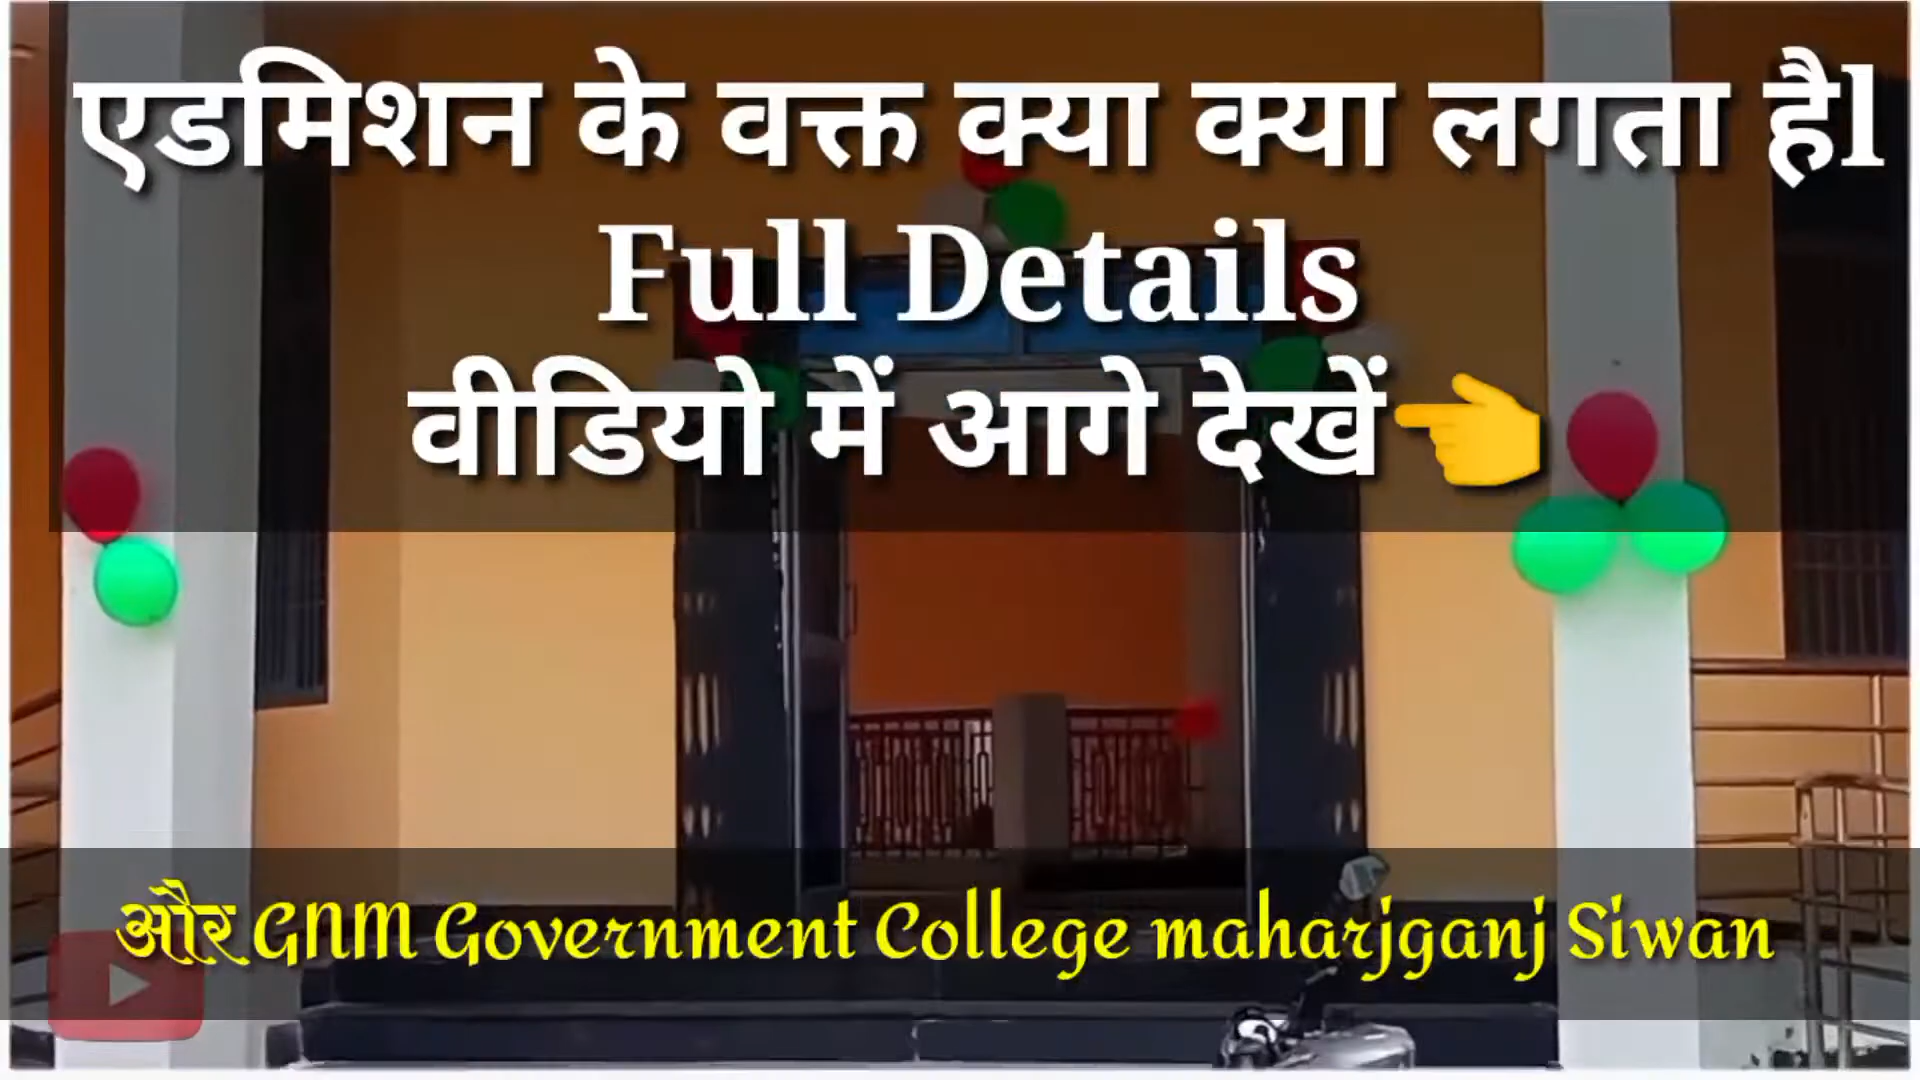 एडमिशन के वक्त क्या क्या लगता हैl
Full Details
वीडियो में आगे देखें👈
और GNM Government College maharjganj Siwan